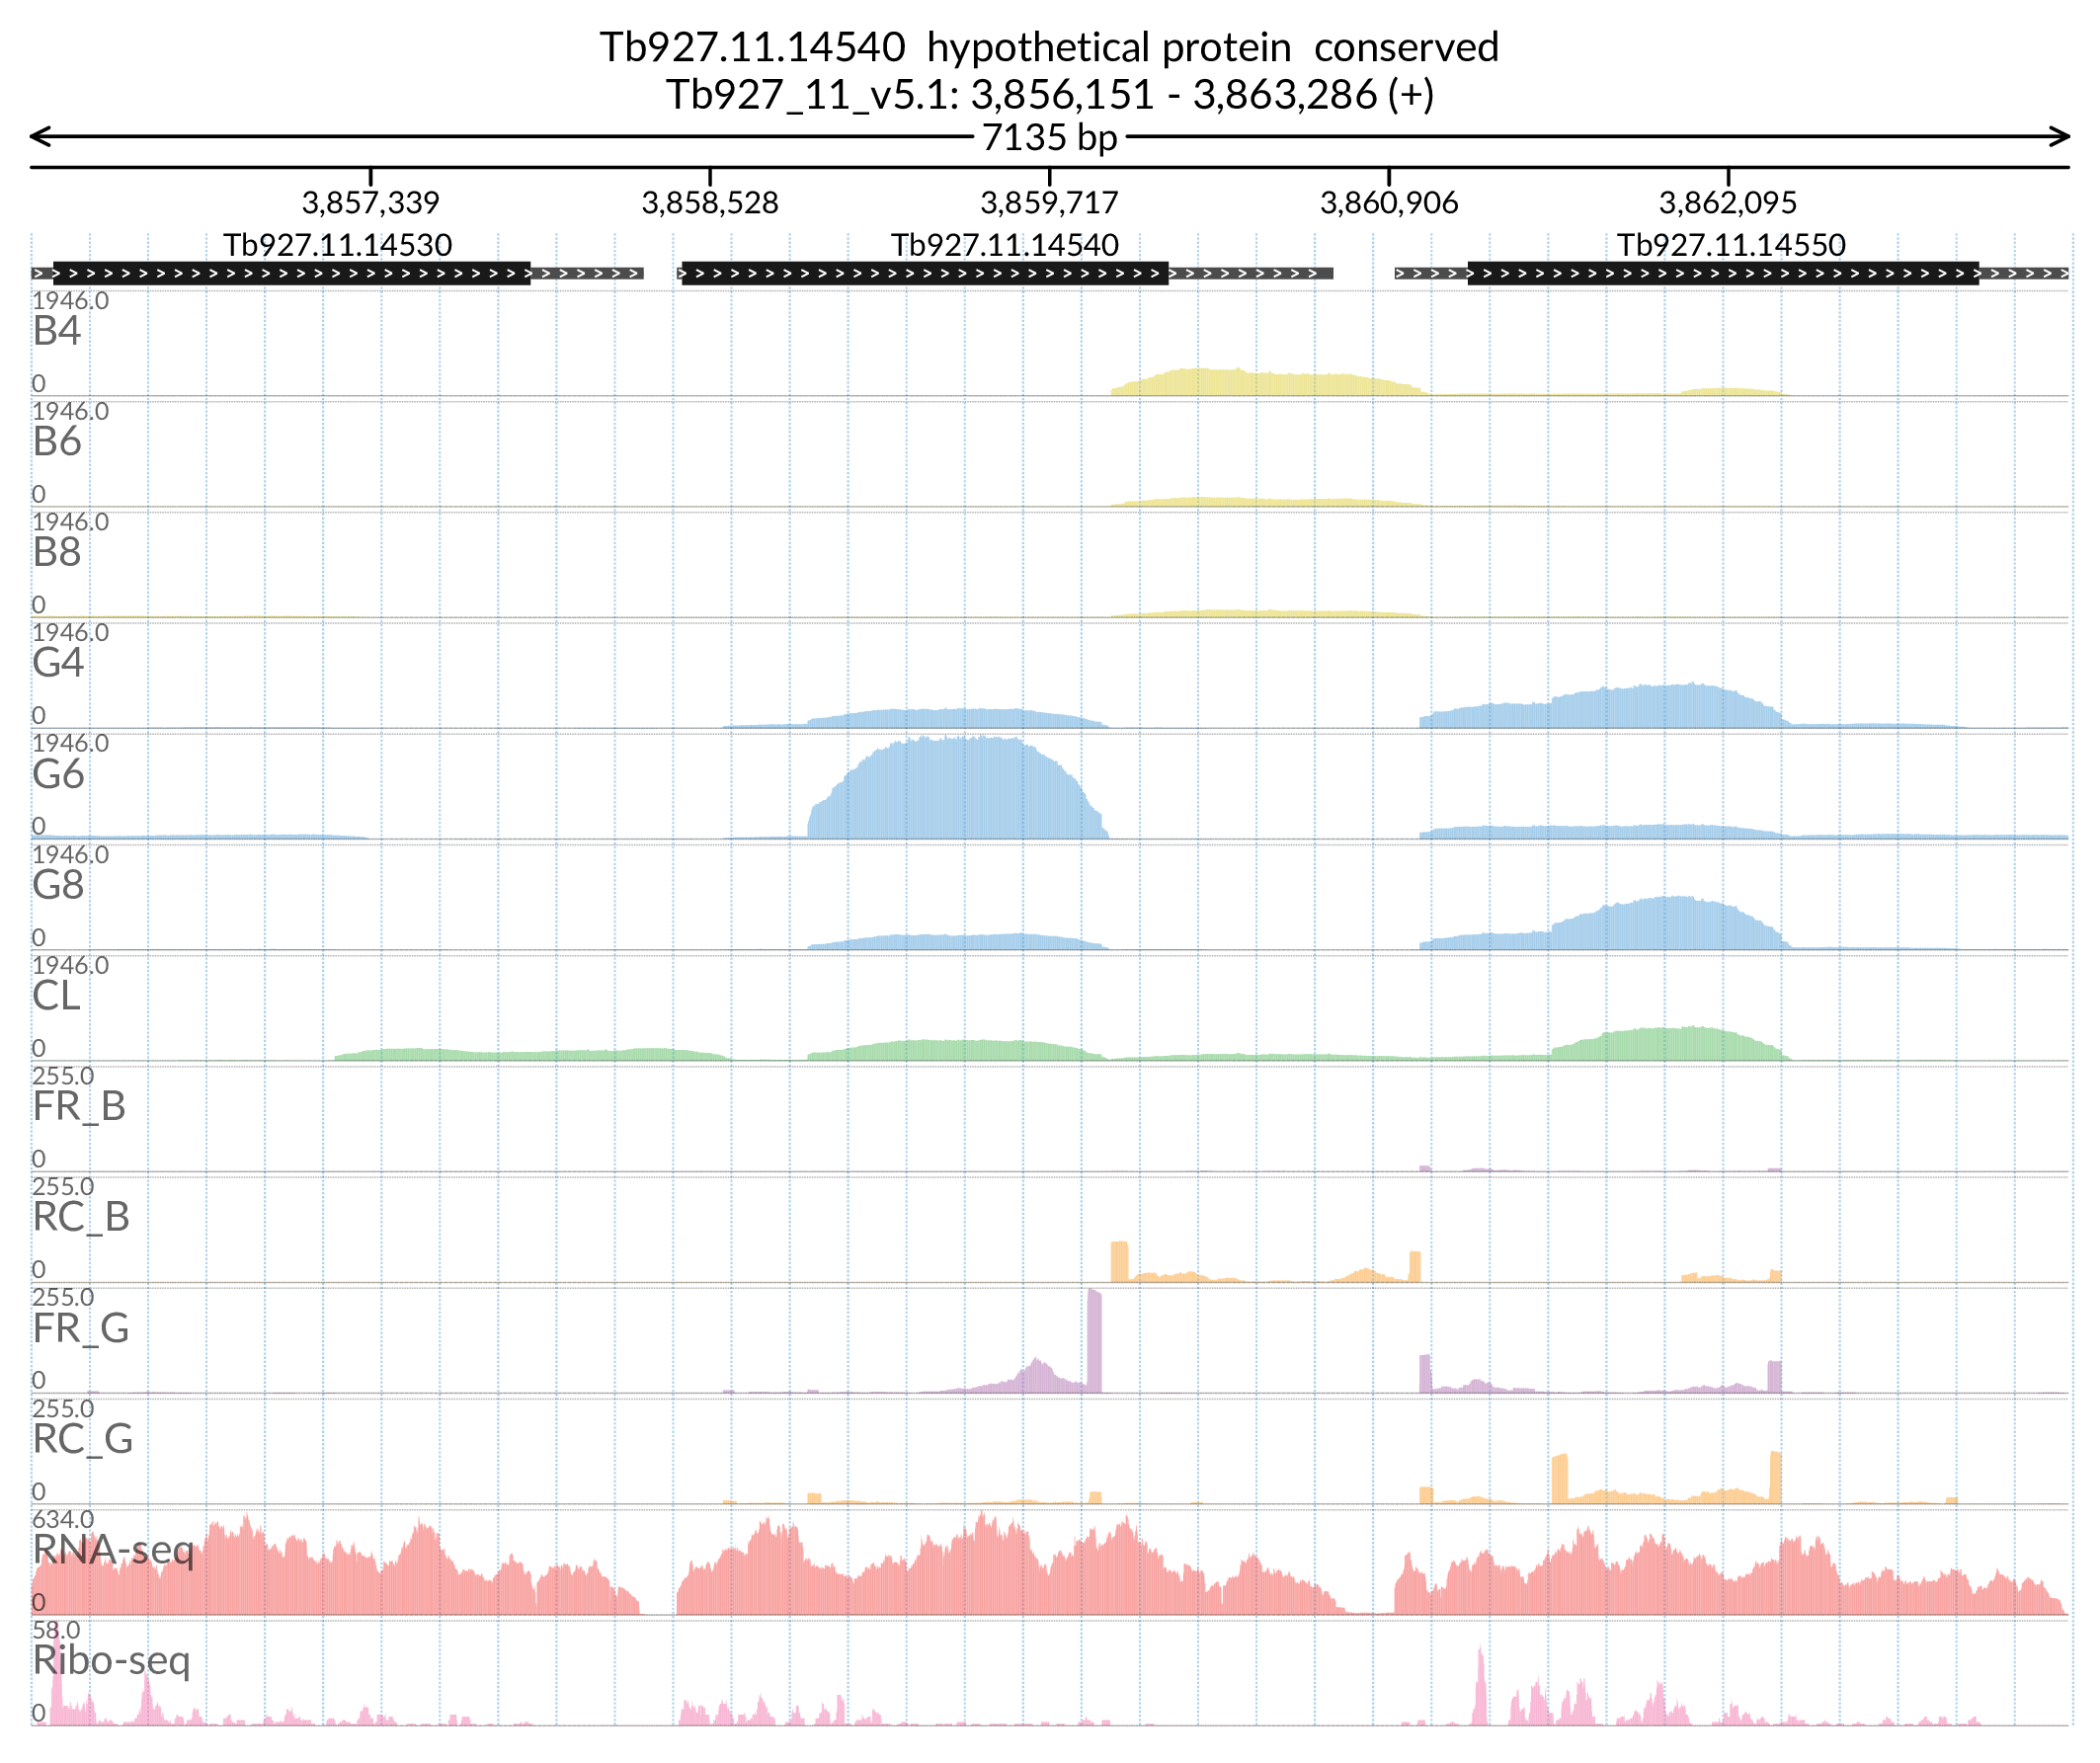 Tb927.11.14540 hypothetical protein conserved
Tb927_11_v5.1: 3,856,151 - 3,863,286 (+)
7135 bp
3,857,339 3,858,528 3,859,717 3,860,906 3,862,095
Tb927.11.14530 Tb927.11.14540 Tb927.11.14550
1946.0
B4
0
1946.0
B6
0
1946.0
B8
0
1946.0
G4
0
1946.0
G6
0
1946.0
G8
0
1946.0
CL
0
255.0
FR_B
0
255.0
RC_B
0
255.0
FR_G
0
255.0
RC_G
0
634.0
RNA-seq
0
58.0
Ribo-seq
0